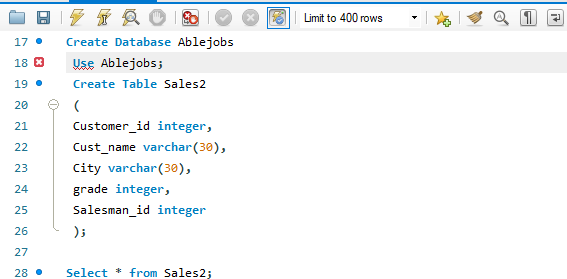 Limit to 400 rows
17 Create Database Ablejobs
18 Use Ablejobs;
19 Create Table Sales2
20 (
21 Customer_id integer,
22 Cust_name varchar(30),
23 City varchar(30),
24 grade integer,
25 Salesman_id integer
26 );
27
28 Select * from Sales2;